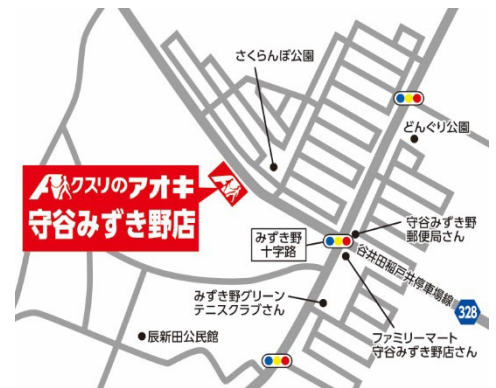 さくらんぼ公園
どんぐり公園
クスリのアオキ
守谷みずき野店
守谷みずき野
郵便局さん
みずき野
十字路
谷井田稲戸井停車場線
328
みずき野グリーン
テニスクラブさん
ファミリーマート
守谷みずき野店さん
辰新田公民館